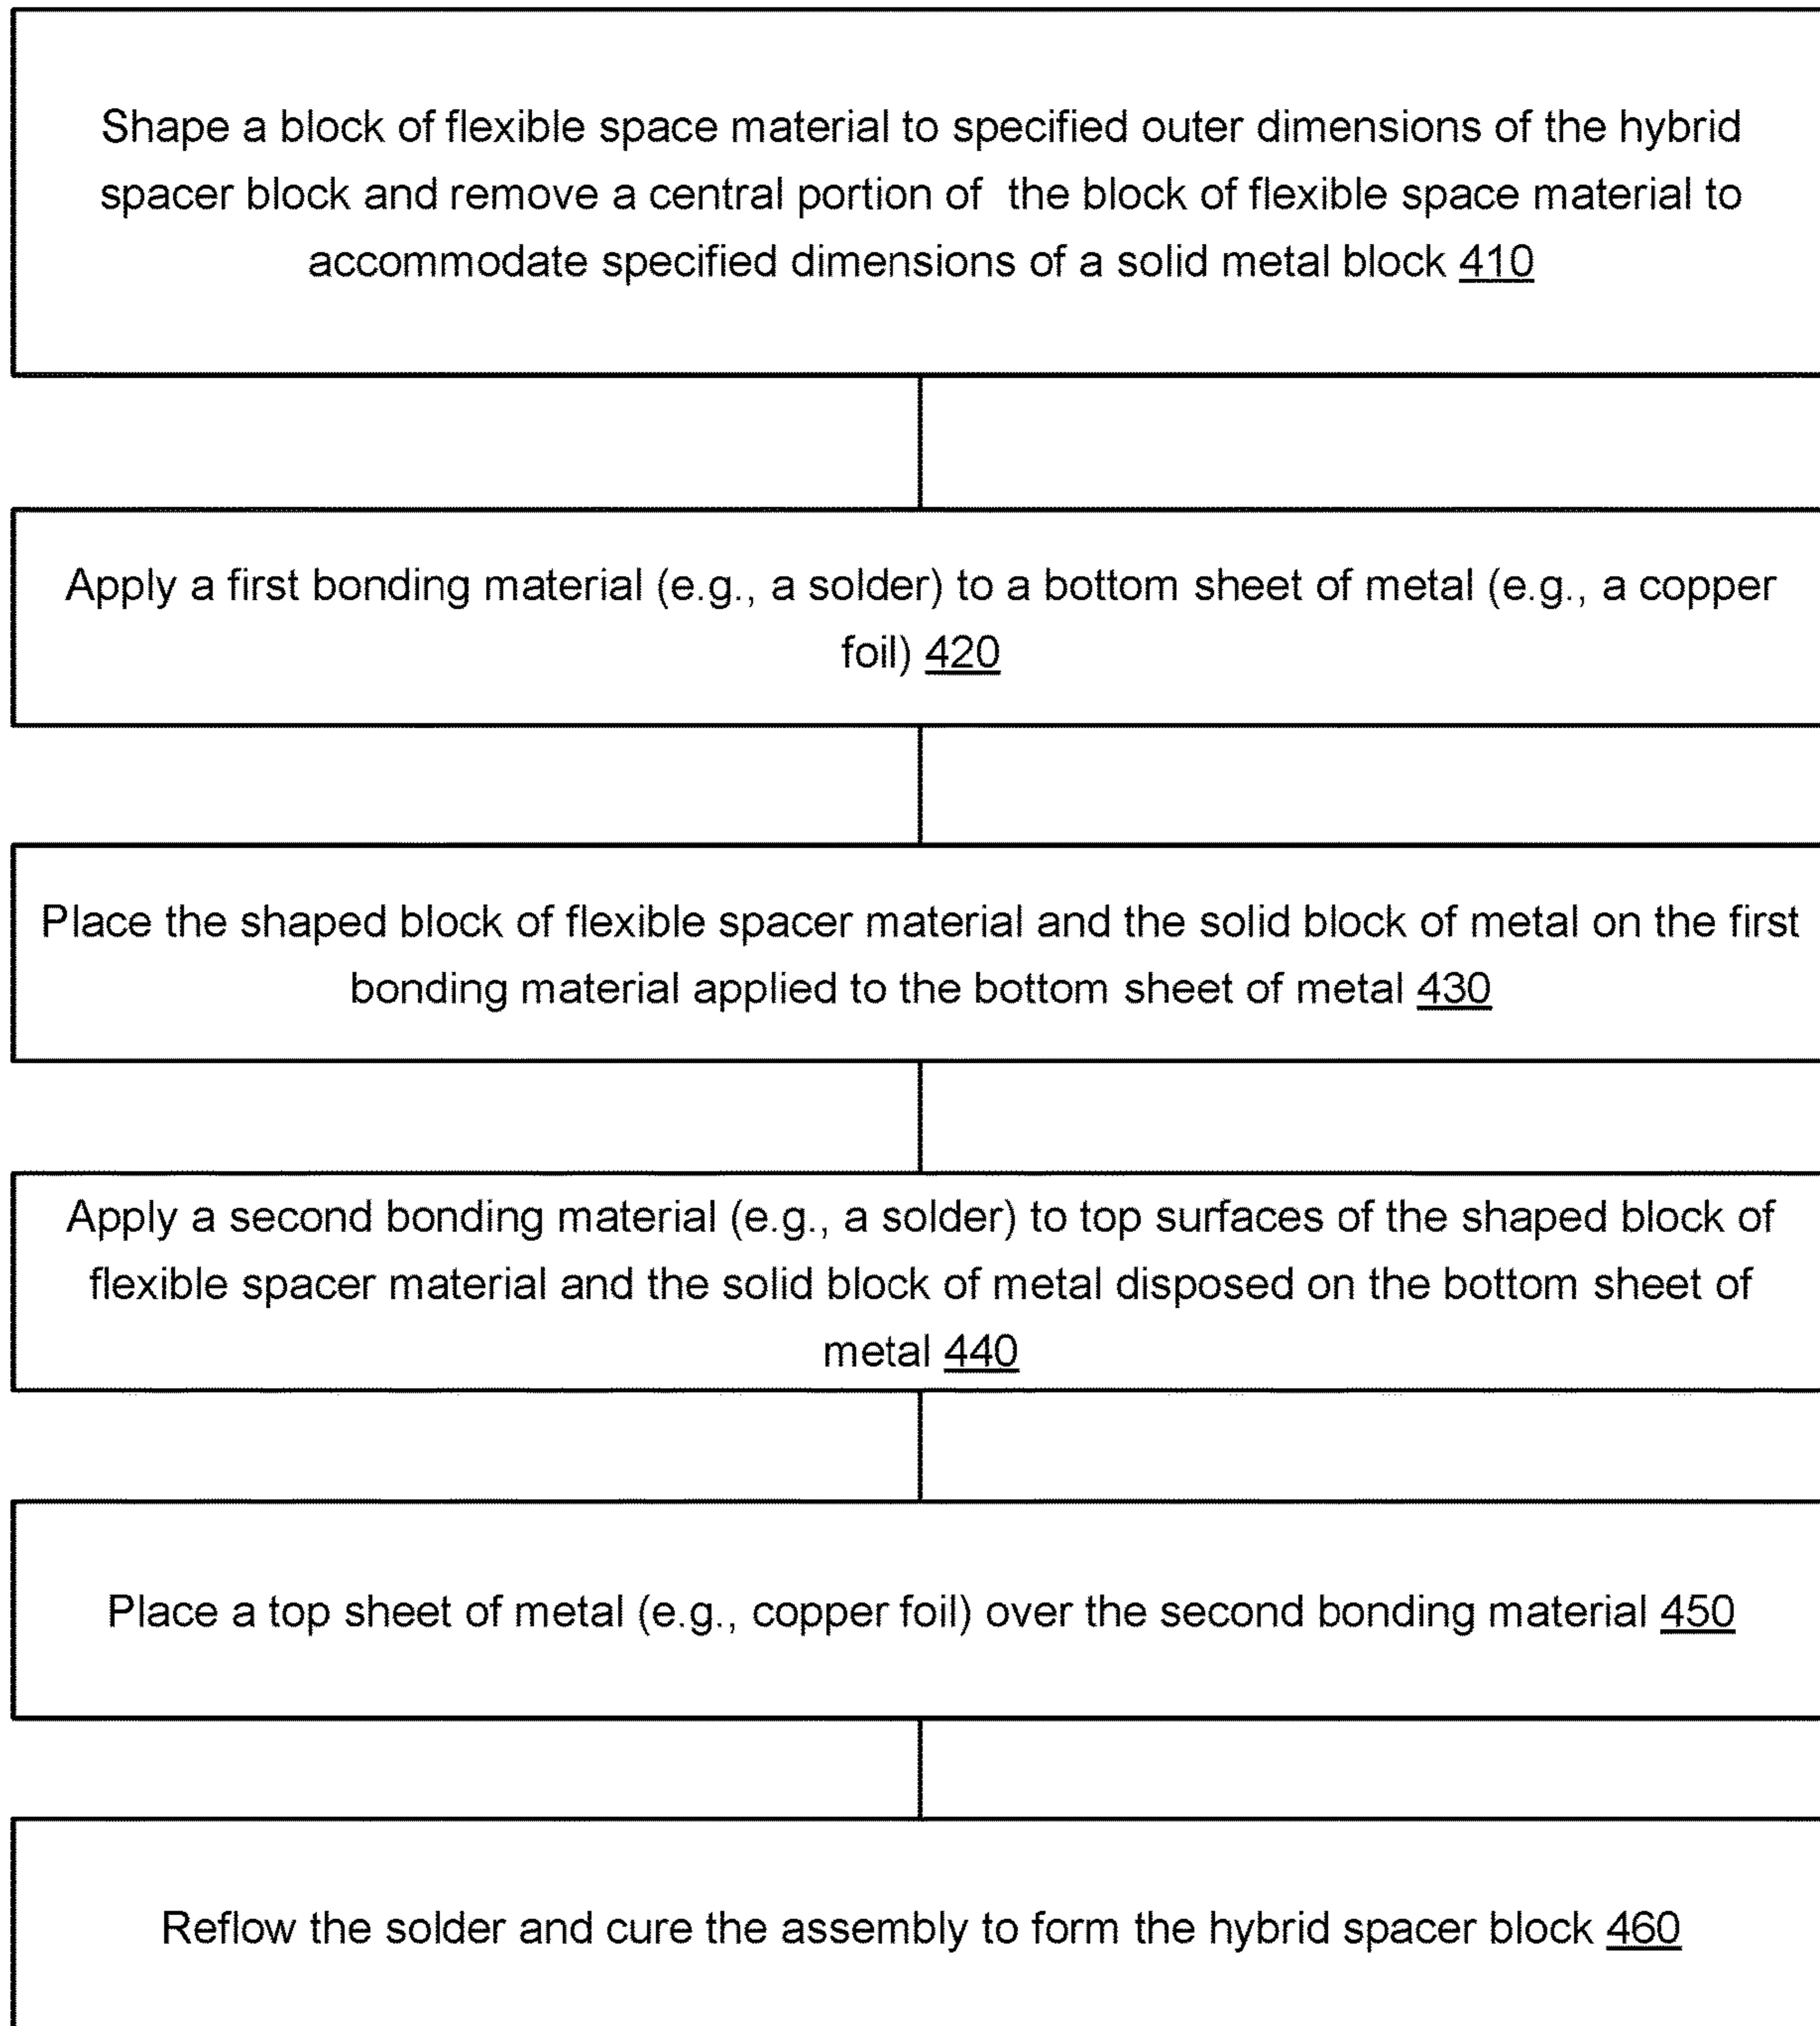 Shape a block of flexible space material to specified outer dimensions of the hybrid
spacer block and remove a central portion of  the block of flexible space material to
accommodate specified dimensions of a solid metal block 410
Apply a first bonding material (e.g., a solder) to a bottom sheet of metal (e.g., a copper
foil) 420
Place the shaped block of flexible spacer material and the solid block of metal on the first
bonding material applied to the bottom sheet of metal 430
Apply a second bonding material (e.g., a solder) to top surfaces of the shaped block of
flexible spacer material and the solid block of metal disposed on the bottom sheet of
metal 440
Place a top sheet of metal (e.g., copper foil) over the second bonding material 450
Reflow the solder and cure the assembly to form the hybrid spacer block 460